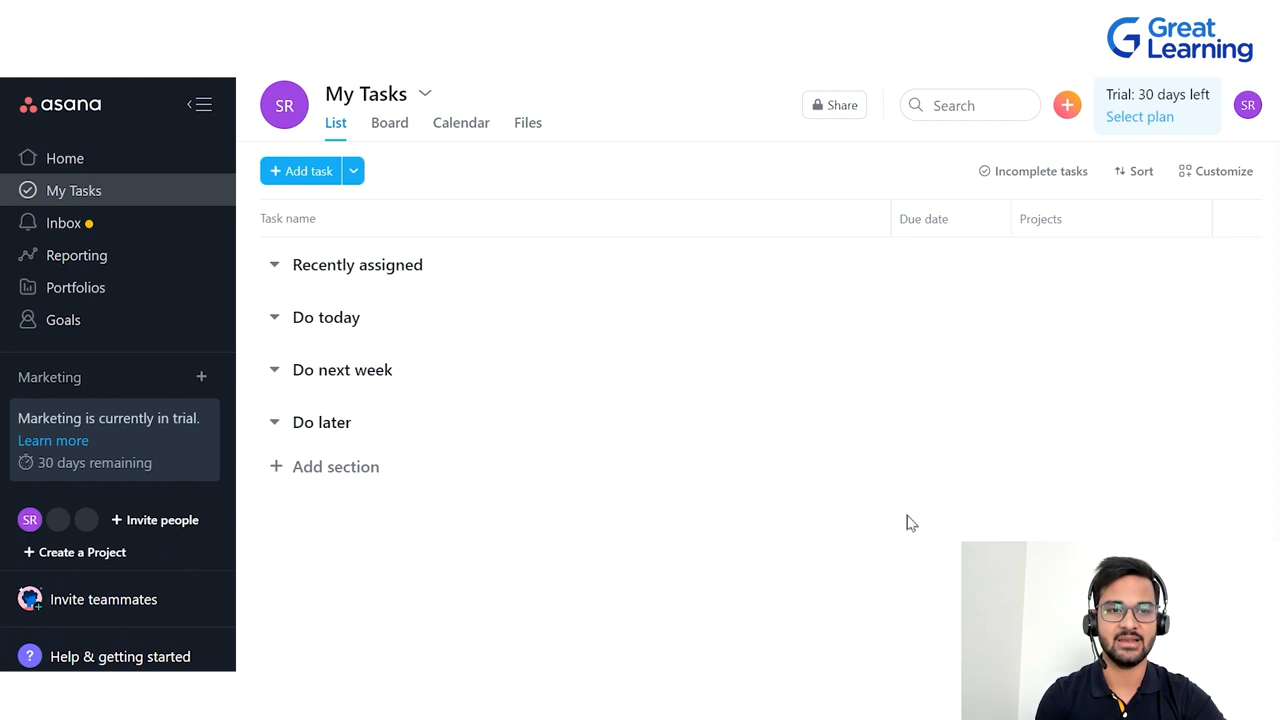 Great
Learning
asana
SR
My Tasks
List
Board
Calendar
Files
Share
Search
+
Trial: 30 days left
Select plan
SR
Home
My Tasks
Inbox
Reporting
Portfolios
Goals
+ Add task
Incomplete tasks
Sort
Customize
Task name
Due date
Projects
Recently assigned
Do today
Do next week
Do later
+ Add section
Marketing +
Marketing is currently in trial.
Learn more
30 days remaining
SR
+ Invite people
+ Create a Project
Invite teammates
? Help & getting started